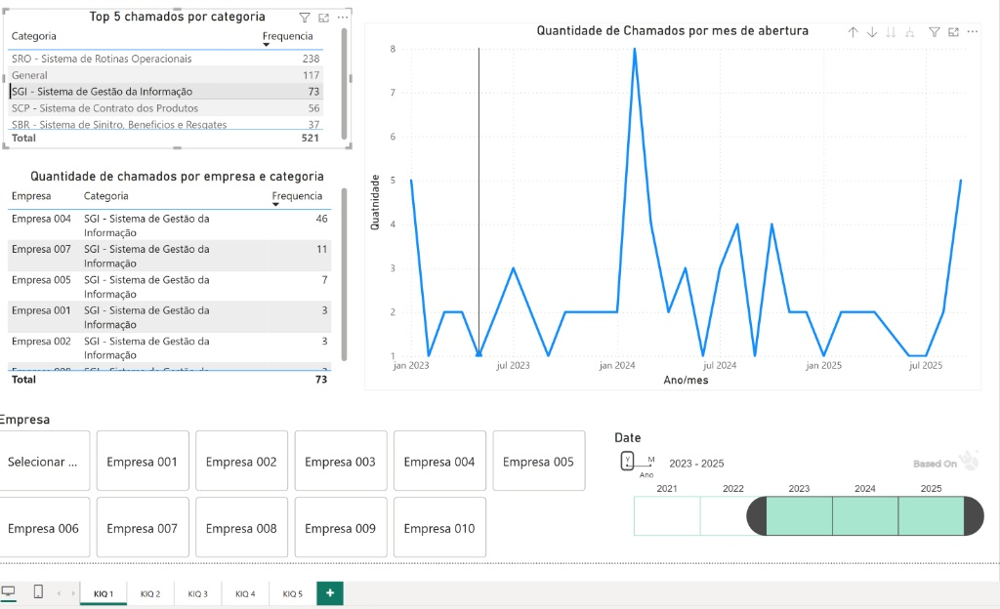 Top 5 chamados por categoria
Categoria Frequencia
SRO - Sistema de Rotinas Operacionais 238
General 117
SGI - Sistema de Gestão da Informação 73
SCP - Sistema de Contrato dos Produtos 56
SBR - Sistema de Sinitro, Beneficios e Resgates 37
Total 521
Quantidade de chamados por empresa e categoria
Empresa Categoria Frequencia
Empresa 004 SGI - Sistema de Gestão da 46
Informação
Empresa 007 SGI - Sistema de Gestão da 11
Informação
Empresa 005 SGI - Sistema de Gestão da 7
Informação
Empresa 001 SGI - Sistema de Gestão da 3
Informação
Empresa 002 SGI - Sistema de Gestão da 3
Informação
Total 73
Quantidade de Chamados por mes de abertura
Quatnidade
8
7
6
5
4
3
2
1
jan 2023 jul 2023 jan 2024 jul 2024 jan 2025 jul 2025
Ano/mes
Empresa
Selecionar ... Empresa 001 Empresa 002 Empresa 003 Empresa 004 Empresa 005
Empresa 006 Empresa 007 Empresa 008 Empresa 009 Empresa 010
Date
Y M 2023 - 2025
Ano
Based On
2021 2022 2023 2024 2025
KIQ 1 KIQ 2 KIQ 3 KIQ 4 KIQ 5 +